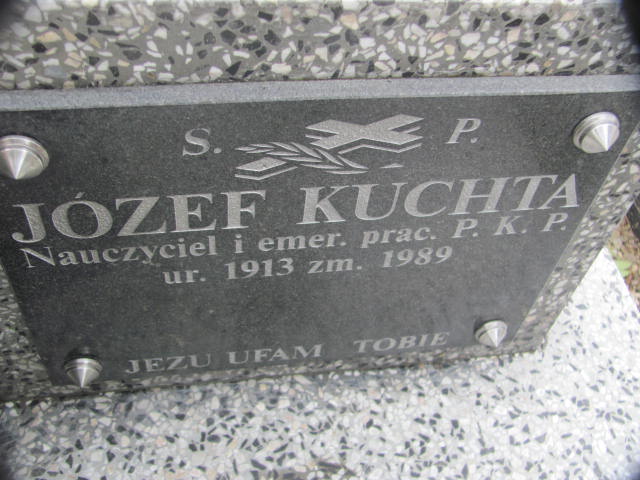 S. P.
JÓZEF KUCHTA
Nauczyciel i emer. prac. P. K. P.
ur. 1913 zm. 1989
JEZU UFAM TOBIE